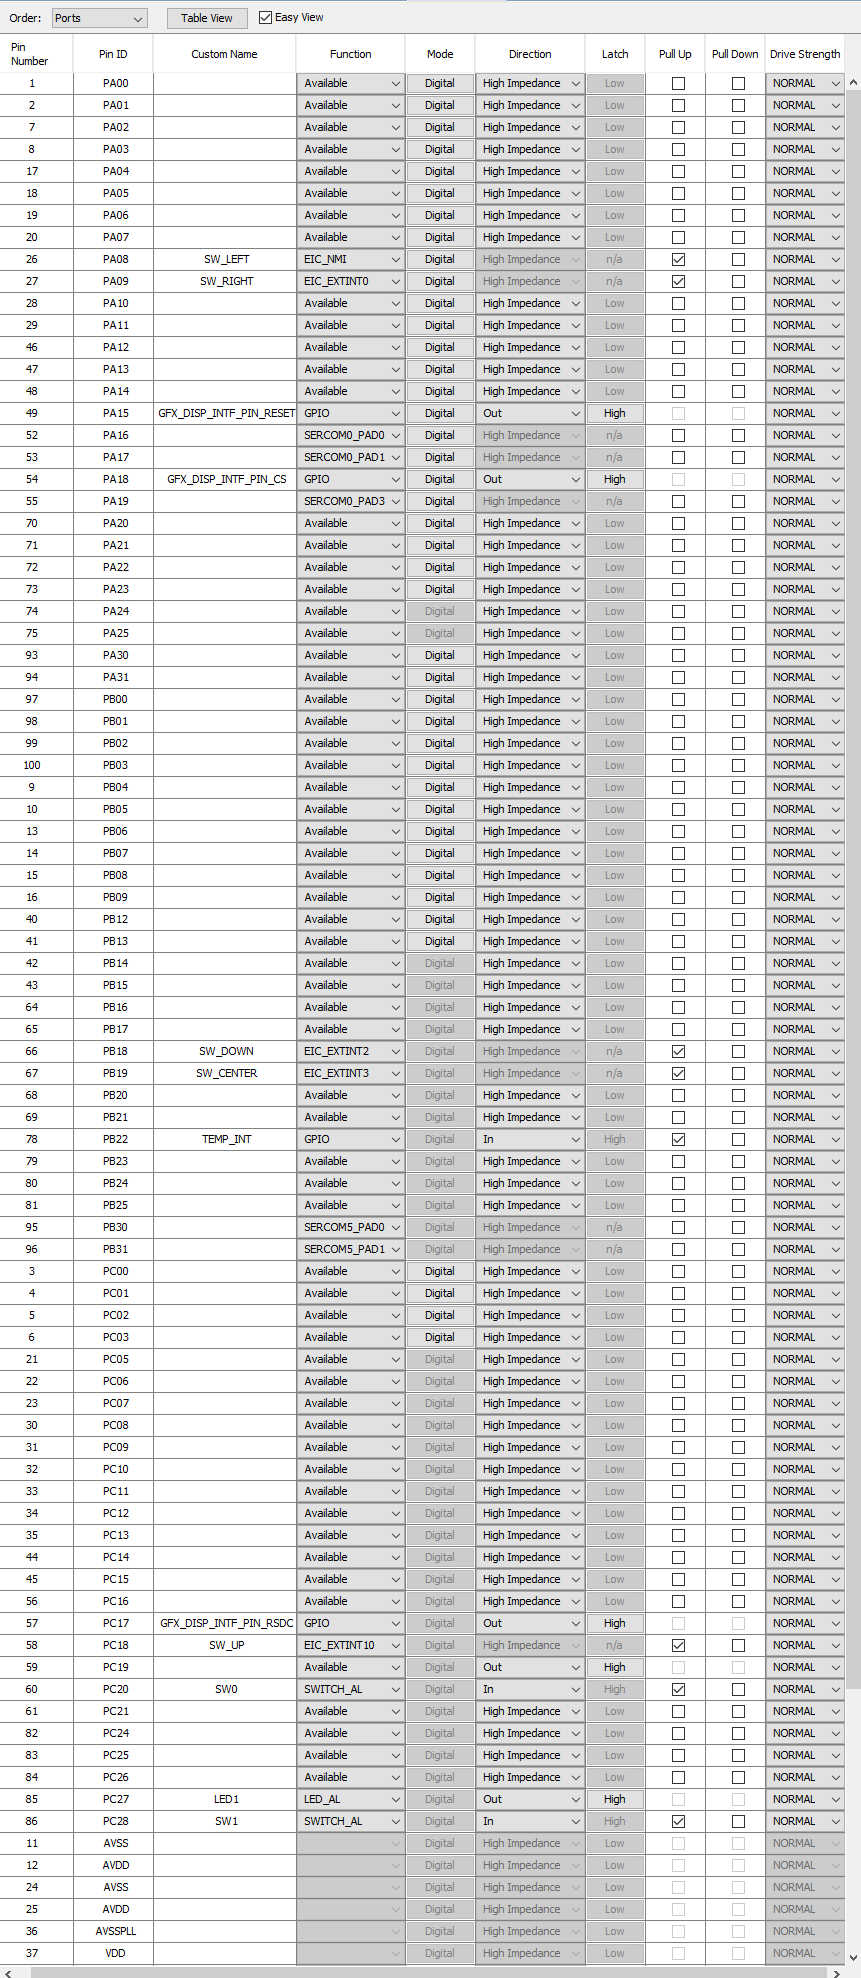 Order: Ports Table View Easy View
Pin Number Pin ID Custom Name Function Mode Direction Latch Pull Up Pull Down Drive Strength
1 PA00 Available Digital High Impedance Low NORMAL
2 PA01 Available Digital High Impedance Low NORMAL
7 PA02 Available Digital High Impedance Low NORMAL
8 PA03 Available Digital High Impedance Low NORMAL
17 PA04 Available Digital High Impedance Low NORMAL
18 PA05 Available Digital High Impedance Low NORMAL
19 PA06 Available Digital High Impedance Low NORMAL
20 PA07 Available Digital High Impedance Low NORMAL
26 PA08 SW_LEFT EIC_NMI Digital High Impedance n/a NORMAL
27 PA09 SW_RIGHT EIC_EXTINT0 Digital High Impedance n/a NORMAL
28 PA10 Available Digital High Impedance Low NORMAL
29 PA11 Available Digital High Impedance Low NORMAL
46 PA12 Available Digital High Impedance Low NORMAL
47 PA13 Available Digital High Impedance Low NORMAL
48 PA14 Available Digital High Impedance Low NORMAL
49 PA15 GFX_DISP_INTF_PIN_RESET GPIO Digital Out High NORMAL
52 PA16 SERCOM0_PAD0 Digital High Impedance n/a NORMAL
53 PA17 SERCOM0_PAD1 Digital High Impedance n/a NORMAL
54 PA18 GFX_DISP_INTF_PIN_CS GPIO Digital Out High NORMAL
55 PA19 SERCOM0_PAD3 Digital High Impedance n/a NORMAL
70 PA20 Available Digital High Impedance Low NORMAL
71 PA21 Available Digital High Impedance Low NORMAL
72 PA22 Available Digital High Impedance Low NORMAL
73 PA23 Available Digital High Impedance Low NORMAL
74 PA24 Available Digital High Impedance Low NORMAL
75 PA25 Available Digital High Impedance Low NORMAL
93 PA30 Available Digital High Impedance Low NORMAL
94 PA31 Available Digital High Impedance Low NORMAL
97 PB00 Available Digital High Impedance Low NORMAL
98 PB01 Available Digital High Impedance Low NORMAL
99 PB02 Available Digital High Impedance Low NORMAL
100 PB03 Available Digital High Impedance Low NORMAL
9 PB04 Available Digital High Impedance Low NORMAL
10 PB05 Available Digital High Impedance Low NORMAL
13 PB06 Available Digital High Impedance Low NORMAL
14 PB07 Available Digital High Impedance Low NORMAL
15 PB08 Available Digital High Impedance Low NORMAL
16 PB09 Available Digital High Impedance Low NORMAL
40 PB12 Available Digital High Impedance Low NORMAL
41 PB13 Available Digital High Impedance Low NORMAL
42 PB14 Available Digital High Impedance Low NORMAL
43 PB15 Available Digital High Impedance Low NORMAL
64 PB16 Available Digital High Impedance Low NORMAL
65 PB17 Available Digital High Impedance Low NORMAL
66 PB18 SW_DOWN EIC_EXTINT2 Digital High Impedance n/a NORMAL
67 PB19 SW_CENTER EIC_EXTINT3 Digital High Impedance n/a NORMAL
68 PB20 Available Digital High Impedance Low NORMAL
69 PB21 Available Digital High Impedance Low NORMAL
78 PB22 TEMP_INT GPIO Digital In High NORMAL
79 PB23 Available Digital High Impedance Low NORMAL
80 PB24 Available Digital High Impedance Low NORMAL
81 PB25 Available Digital High Impedance Low NORMAL
95 PB30 SERCOM5_PAD0 Digital High Impedance n/a NORMAL
96 PB31 SERCOM5_PAD1 Digital High Impedance n/a NORMAL
3 PC00 Available Digital High Impedance Low NORMAL
4 PC01 Available Digital High Impedance Low NORMAL
5 PC02 Available Digital High Impedance Low NORMAL
6 PC03 Available Digital High Impedance Low NORMAL
21 PC05 Available Digital High Impedance Low NORMAL
22 PC06 Available Digital High Impedance Low NORMAL
23 PC07 Available Digital High Impedance Low NORMAL
30 PC08 Available Digital High Impedance Low NORMAL
31 PC09 Available Digital High Impedance Low NORMAL
32 PC10 Available Digital High Impedance Low NORMAL
33 PC11 Available Digital High Impedance Low NORMAL
34 PC12 Available Digital High Impedance Low NORMAL
35 PC13 Available Digital High Impedance Low NORMAL
44 PC14 Available Digital High Impedance Low NORMAL
45 PC15 Available Digital High Impedance Low NORMAL
56 PC16 Available Digital High Impedance Low NORMAL
57 PC17 GFX_DISP_INTF_PIN_RSDC GPIO Digital Out High NORMAL
58 PC18 SW_UP EIC_EXTINT10 Digital High Impedance n/a NORMAL
59 PC19 Available Digital Out High NORMAL
60 PC20 SW0 SWITCH_AL Digital In High NORMAL
61 PC21 Available Digital High Impedance Low NORMAL
82 PC24 Available Digital High Impedance Low NORMAL
83 PC25 Available Digital High Impedance Low NORMAL
84 PC26 Available Digital High Impedance Low NORMAL
85 PC27 LED1 LED_AL Digital Out High NORMAL
86 PC28 SW1 SWITCH_AL Digital In High NORMAL
11 AVSS Digital High Impedance Low NORMAL
12 AVDD Digital High Impedance Low NORMAL
24 AVSS Digital High Impedance Low NORMAL
25 AVDD Digital High Impedance Low NORMAL
36 AVSSPLL Digital High Impedance Low NORMAL
37 VDD Digital High Impedance Low NORMAL